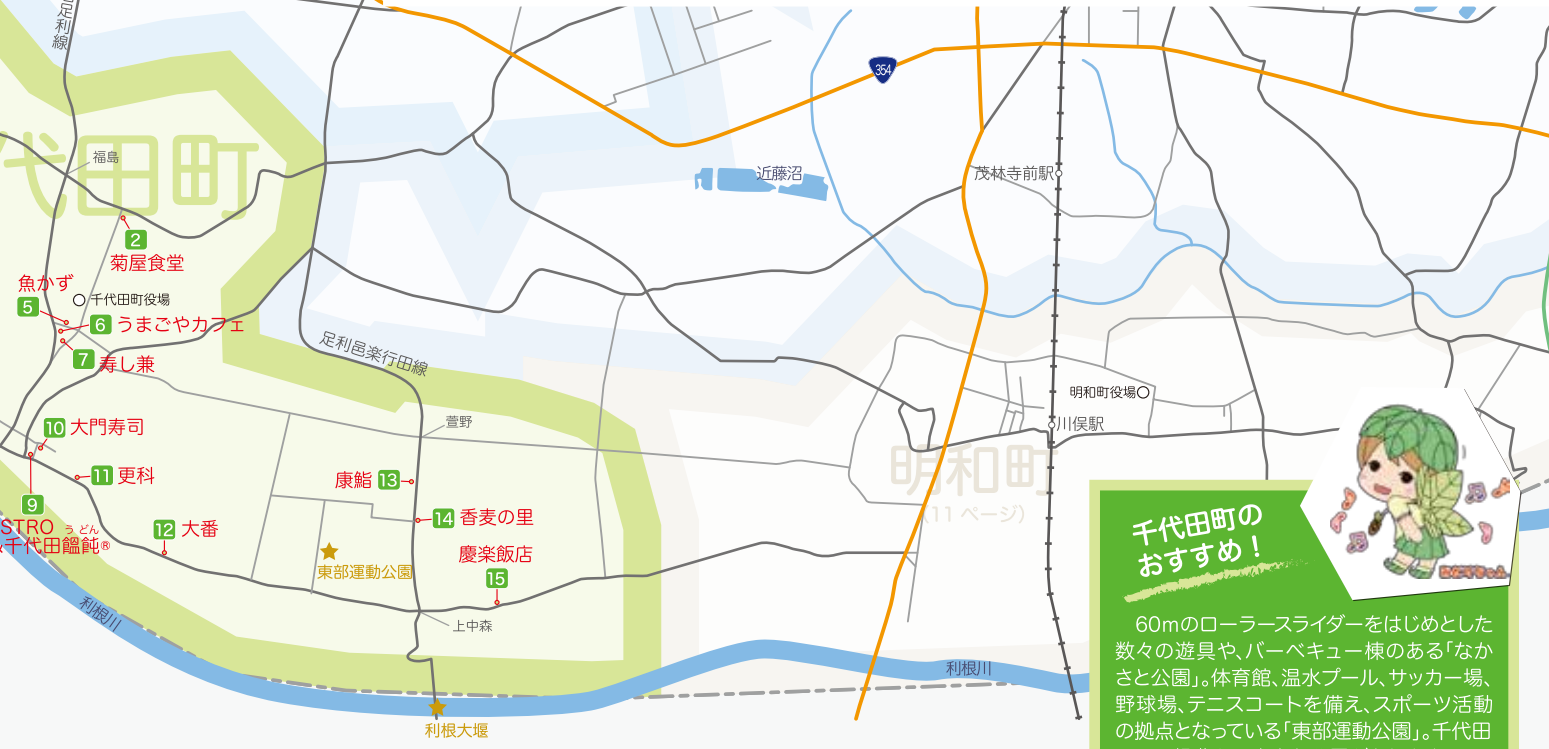 足利線
354
代田町
福島
近藤沼
茂林寺前駅
2
菊屋食堂
魚かず
5
千代田町役場
6 うまごやカフェ
7 寿し兼
足利邑楽行田線
明和町役場
川俣駅
10 大門寿司
萱野
明和町
(11 ページ)
11 更科
康鮨 13
9
STRO
うどん
&千代田饂飩®
12 大番
14 香麦の里
慶楽飯店
15
東部運動公園
利根川
上中森
利根川
利根大堰
千代田町の
おすすめ!
60mのローラースライダーをはじめとした
数々の遊具や、バーベキュー棟のある「なか
さと公園」。体育館、温水プール、サッカー場、
野球場、テニスコートを備え、スポーツ活動
の拠点となっている「東部運動公園」。千代田